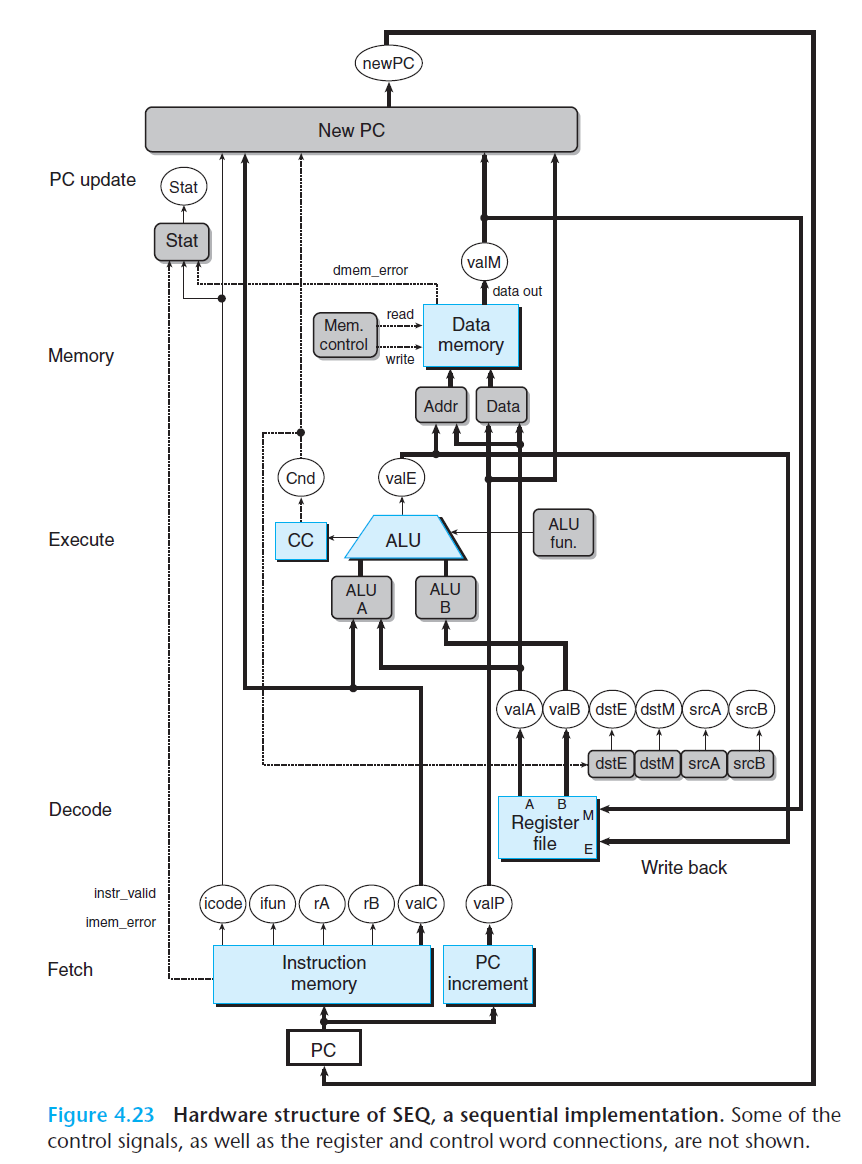 newPC
New PC
PC update
Stat
Stat
valM
dmem_error
data out
read
Mem.
control
Data
memory
Memory
write
Addr
Data
Cnd
valE
ALU
fun.
Execute
CC
ALU
ALU
A
ALU
B
valA
valB
dstE
dstM
srcA
srcB
dstE
dstM
srcA
srcB
Decode
A
B
M
Register
file
E
Write back
instr_valid
icode
ifun
rA
rB
valC
valP
imem_error
Fetch
Instruction
memory
PC
increment
PC
Figure 4.23 Hardware structure of SEQ, a sequential implementation. Some of the
control signals, as well as the register and control word connections, are not shown.